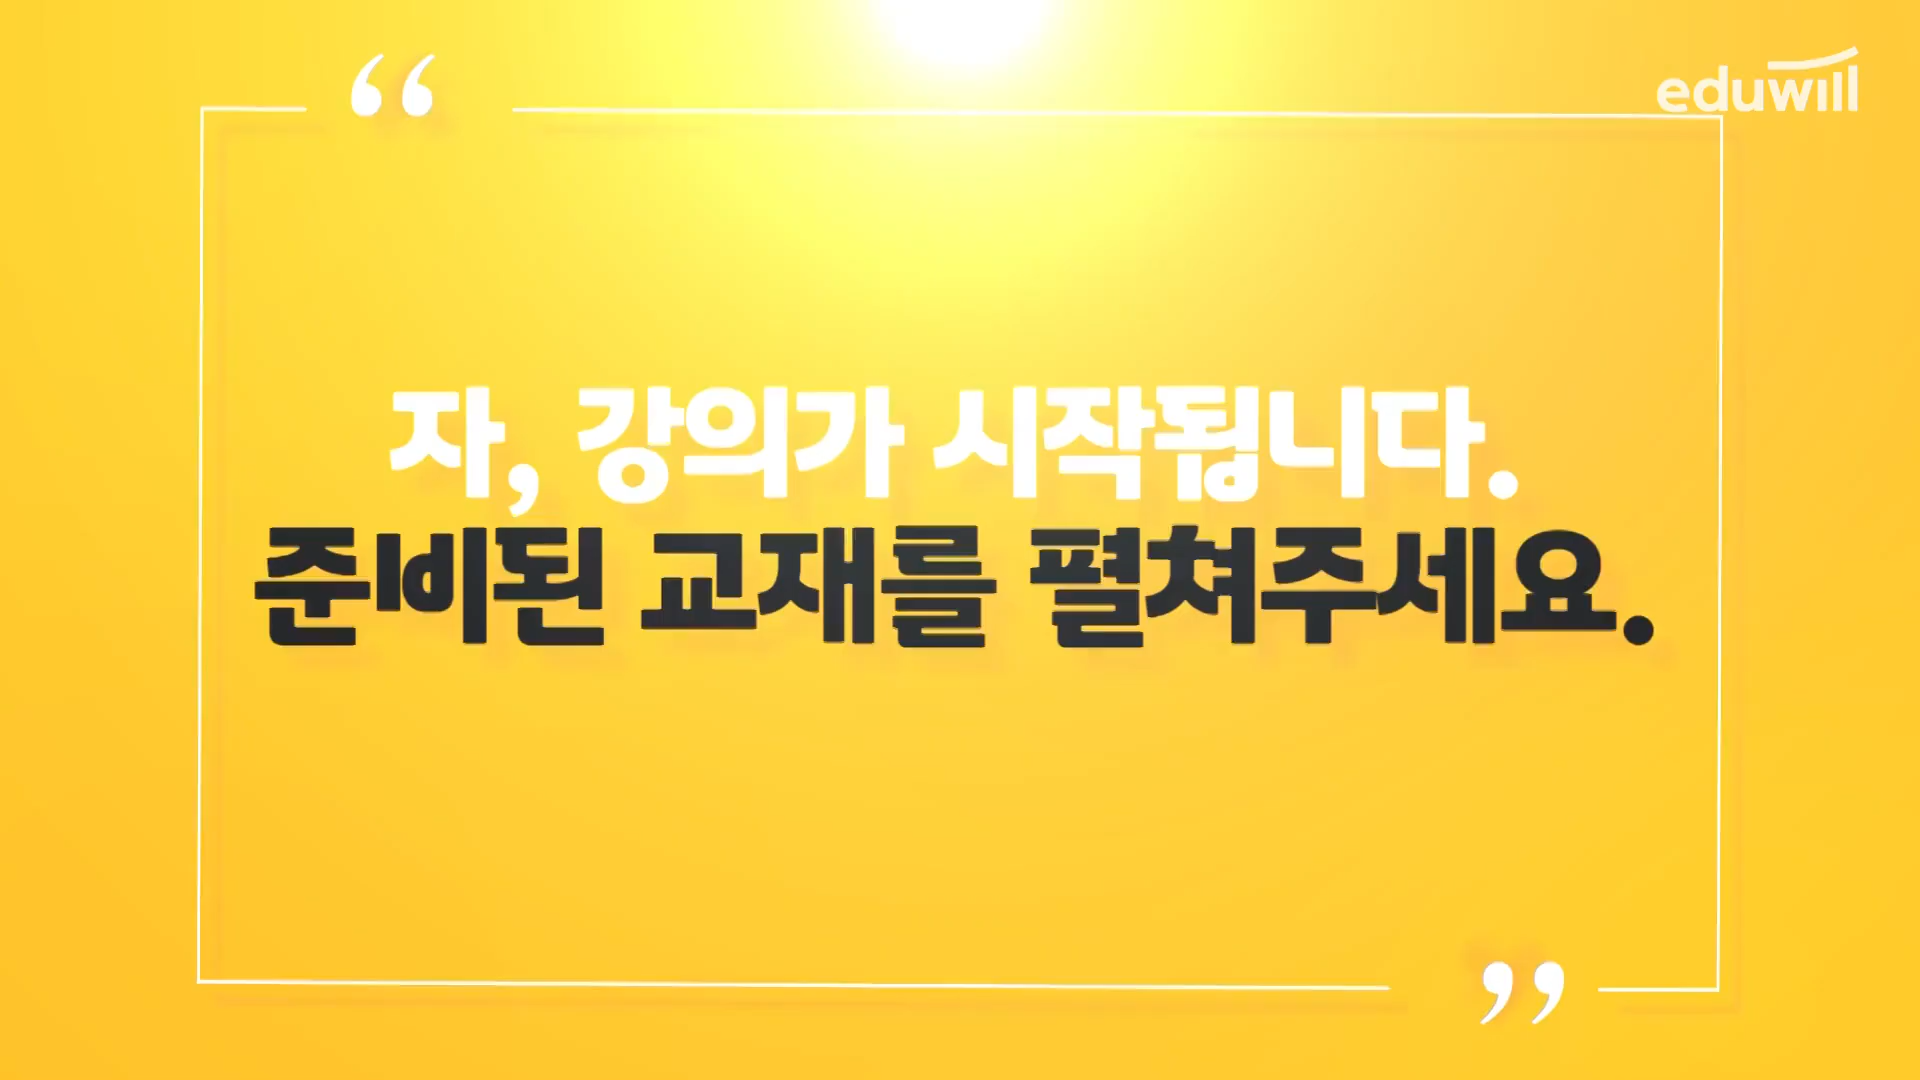 eduwill
“
자, 강의가 시작됩니다.
준비된 교재를 펼쳐주세요.
”